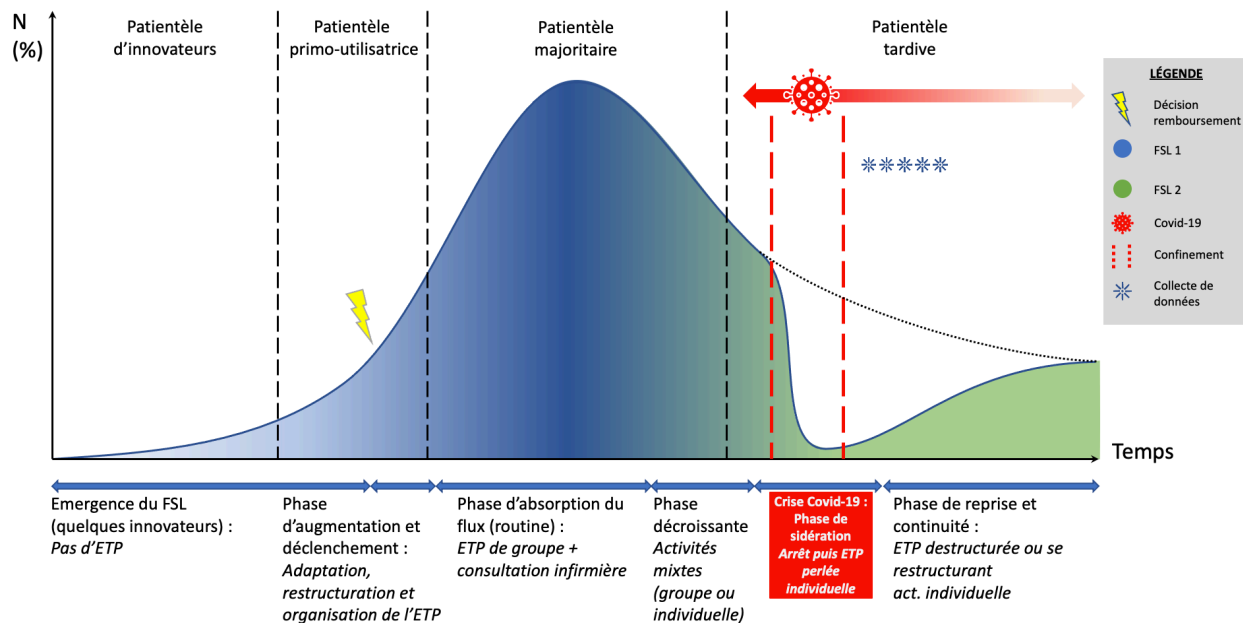 N
(%)
Patientèle
d'innovateurs
Patientèle
primo-utilisatrice
Patientèle
majoritaire
Patientèle
tardive
LÉGENDE
Décision
remboursement
FSL 1
FSL 2
Covid-19
Confinement
Collecte de
données
Temps
Emergence du FSL
(quelques innovateurs) :
Pas d'ETP
Phase
d'augmentation et
déclenchement :
Adaptation,
restructuration et
organisation de l'ETP
Phase d'absorption du
flux (routine) :
ETP de groupe +
consultation infirmière
Phase
décroissante
Activités
mixtes
(groupe ou
individuelle)
Crise Covid-19 :
Phase de
sidération
Arrêt puis ETP
perlée
individuelle
Phase de reprise et
continuité :
ETP destructurée ou se
restructurant
act. individuelle